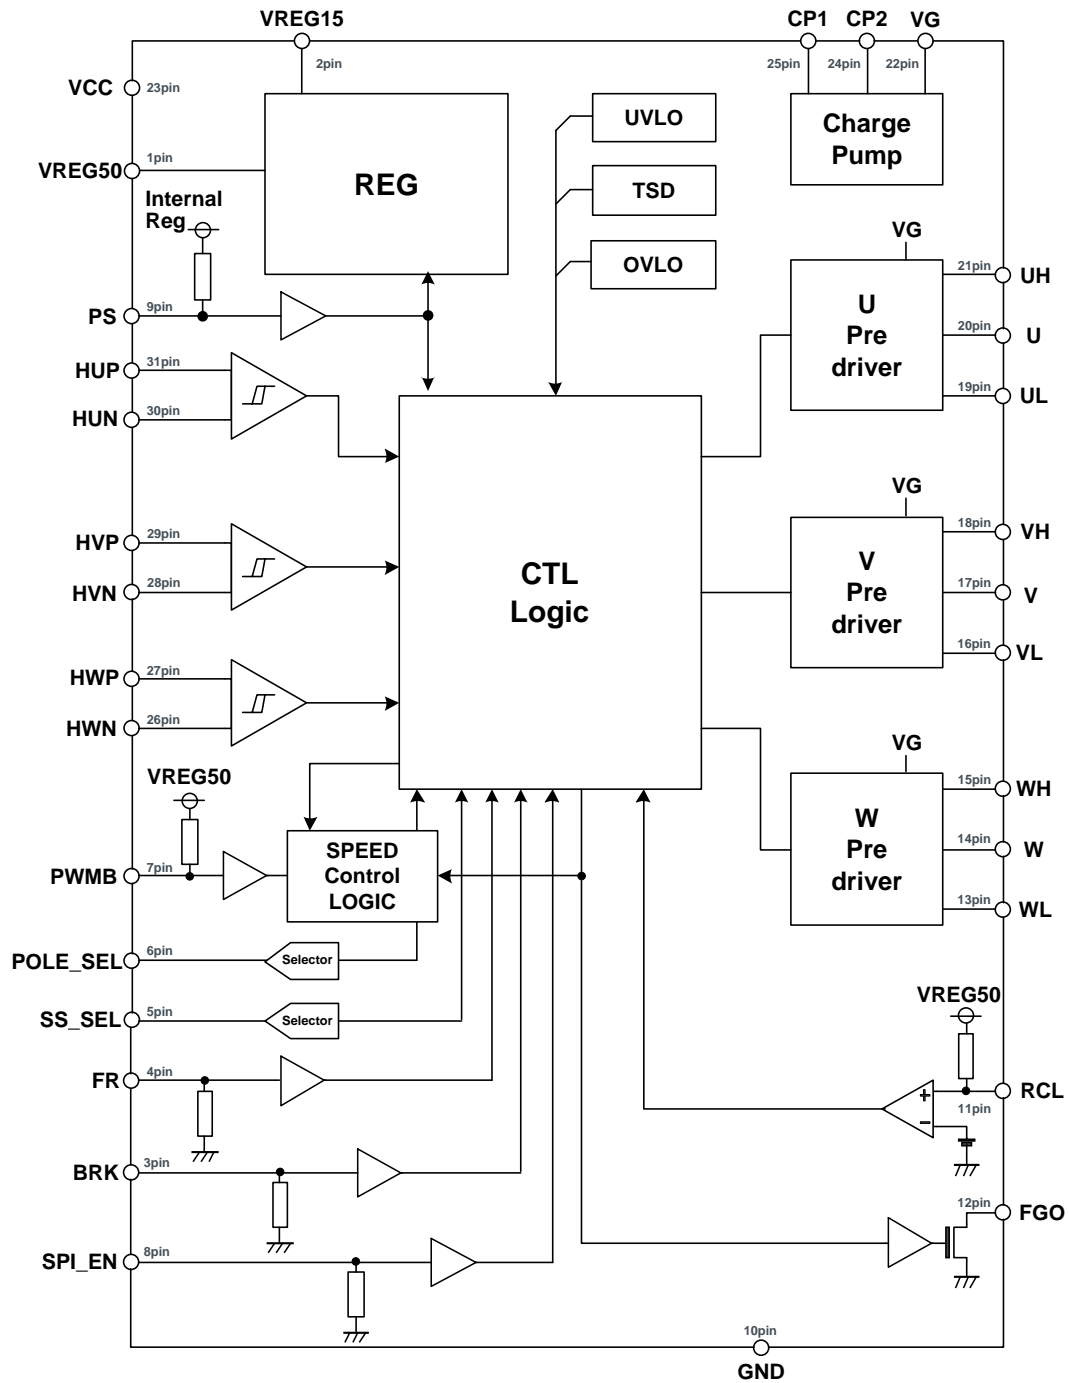 VREG15
CP1
CP2
VG
2pin
25pin
24pin
22pin
VCC
23pin
UVLO
Charge
Pump
VREG50
1pin
REG
TSD
Internal
Reg
OVLO
VG
PS
9pin
U
Pre
driver
21pin
UH
20pin
U
19pin
UL
HUP
31pin
HUN
30pin
HVP
29pin
HVN
28pin
CTL
Logic
VG
V
Pre
driver
18pin
VH
17pin
V
16pin
VL
HWP
27pin
HWN
26pin
VREG50
VG
W
Pre
driver
15pin
WH
14pin
W
13pin
WL
PWMB
7pin
SPEED
Control
LOGIC
POLE_SEL
6pin
Selector
SS_SEL
5pin
Selector
VREG50
FR
4pin
+
−
11pin
RCL
BRK
3pin
12pin
FGO
SPI_EN
8pin
10pin
GND